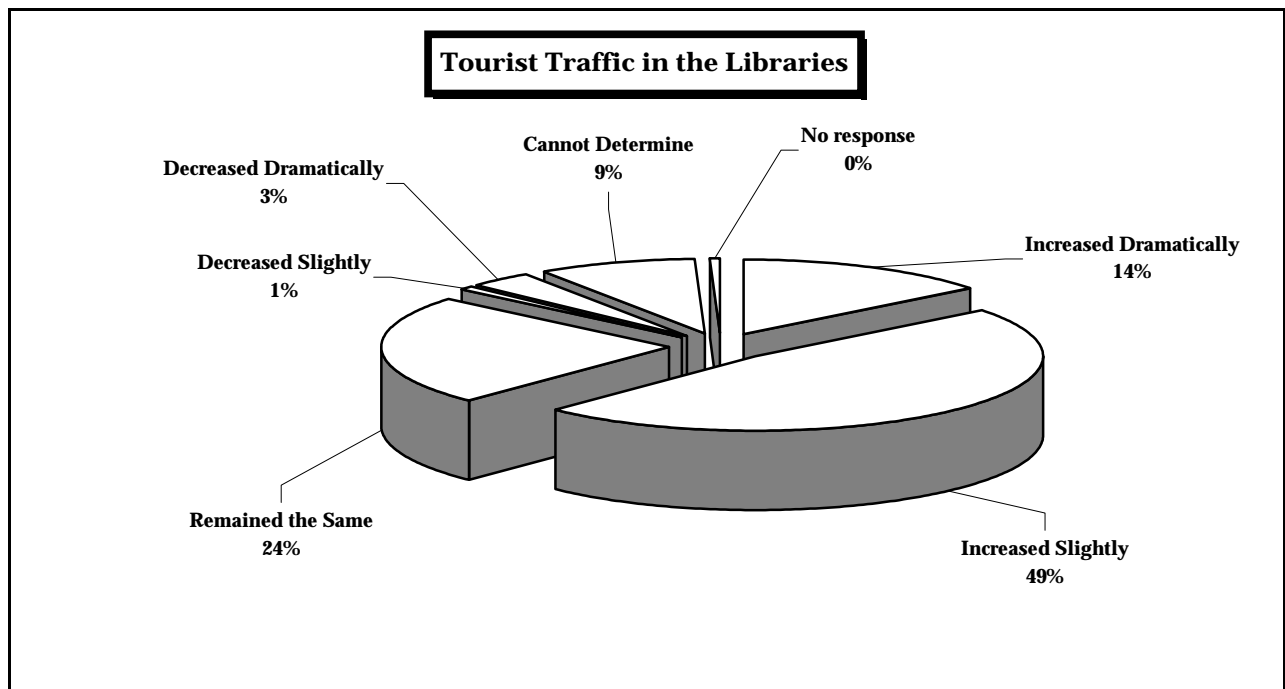 Tourist Traffic in the Libraries
No response
0%
Cannot Determine
9%
Decreased Dramatically
3%
Increased Dramatically
14%
Decreased Slightly
1%
Remained the Same
24%
Increased Slightly
49%